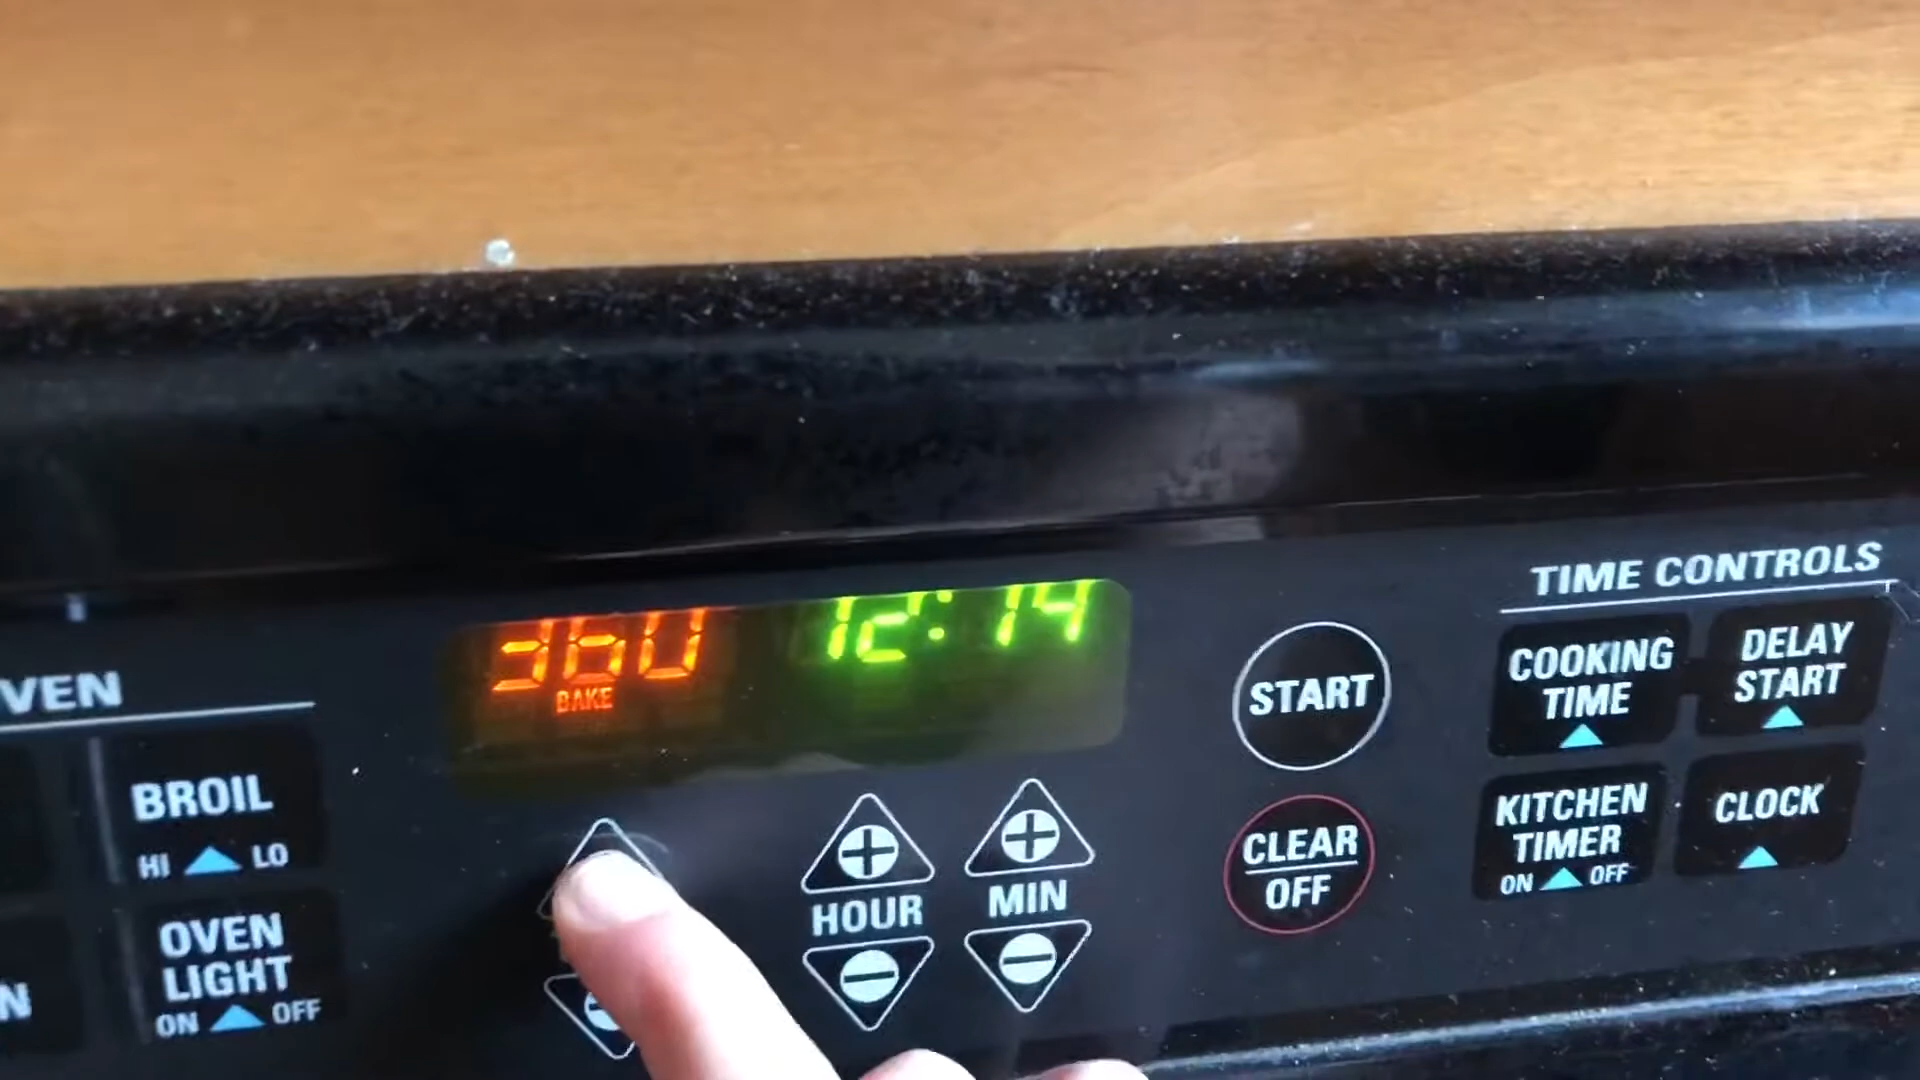 VEN
BROIL
HI LO
OVEN
LIGHT
ON OFF
N
360
BAKE
12:14
HOUR
MIN
START
CLEAR
OFF
TIME CONTROLS
COOKING
TIME
DELAY
START
KITCHEN
TIMER
ON OFF
CLOCK